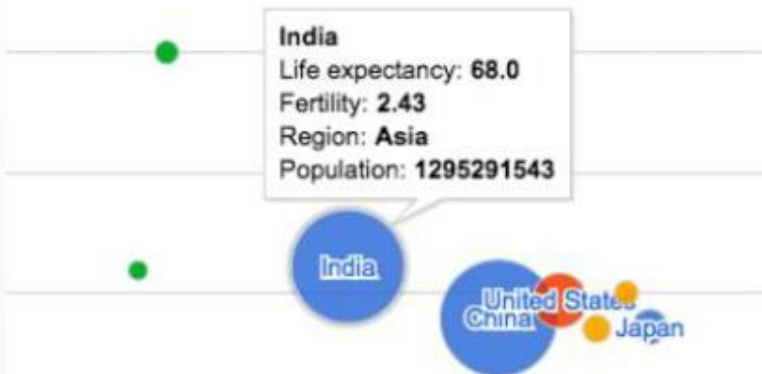 India
Life expectancy: 68.0
Fertility: 2.43
Region: Asia
Population: 1295291543
India
United States
China
Japan